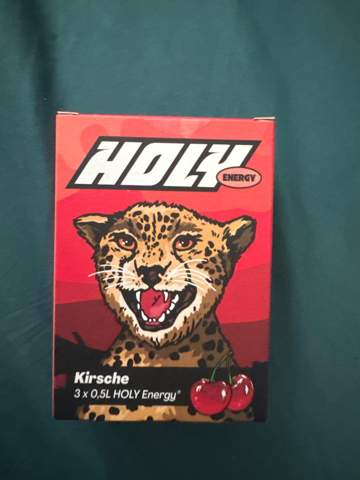 HOLY
ENERGY
Kirsche
3 x 0,5L HOLY Energy*